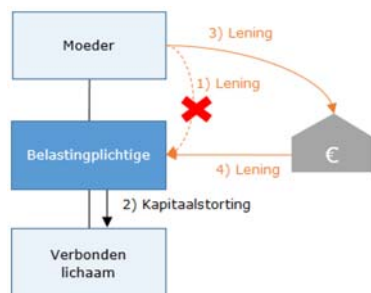 Moeder
3) Lening
1) Lening
Belastingplichtige
€
4) Lening
2) Kapitaalstorting
Verbonden
lichaam